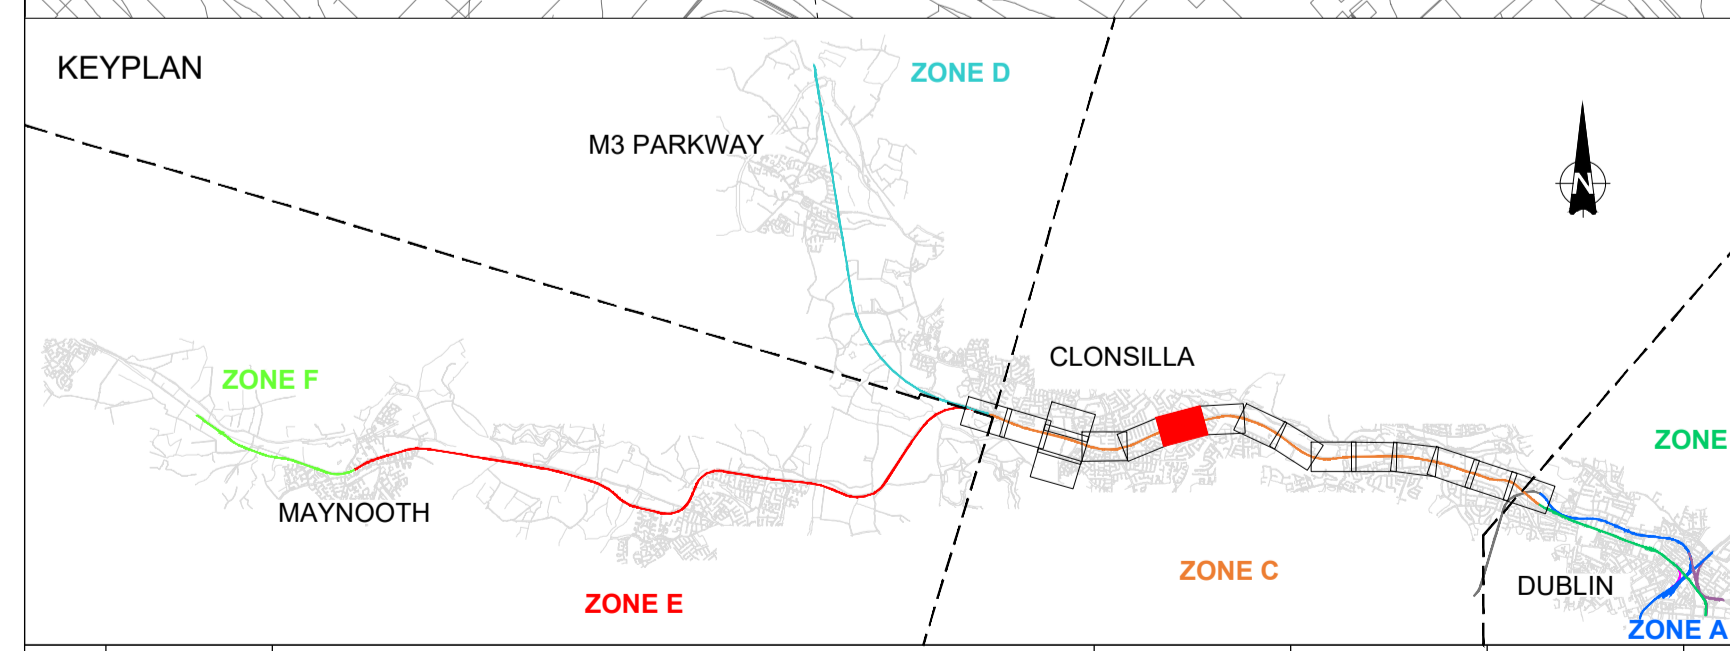 KEYPLAN
ZONE D
M3 PARKWAY
N
CLONSILLA
ZONE F
ZONE
MAYNOOTH
ZONE C
DUBLIN
ZONE E
ZONE A